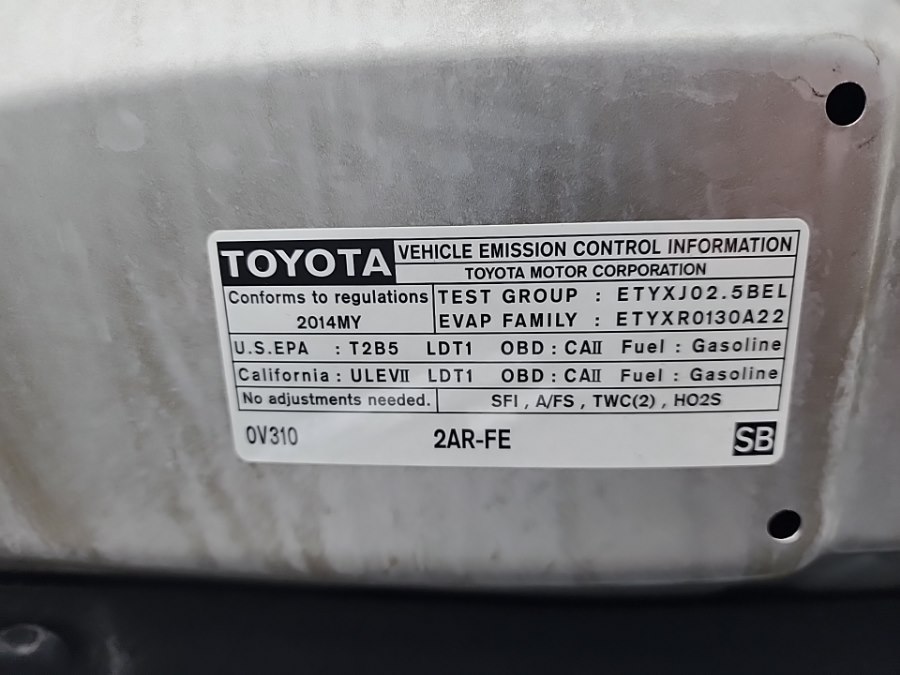 TOYOTA VEHICLE EMISSION CONTROL INFORMATION
TOYOTA MOTOR CORPORATION
Conforms to regulations
2014MY
TEST GROUP : ETYXJ02.5BEL
EVAP FAMILY : ETYXR0130A22
U.S.EPA : T2B5 LDT1 OBD : CAII Fuel : Gasoline
California : ULEVII LDT1 OBD : CAII Fuel : Gasoline
No adjustments needed. SFI , A/FS , TWC(2) , HO2S
0V310 2AR-FE SB